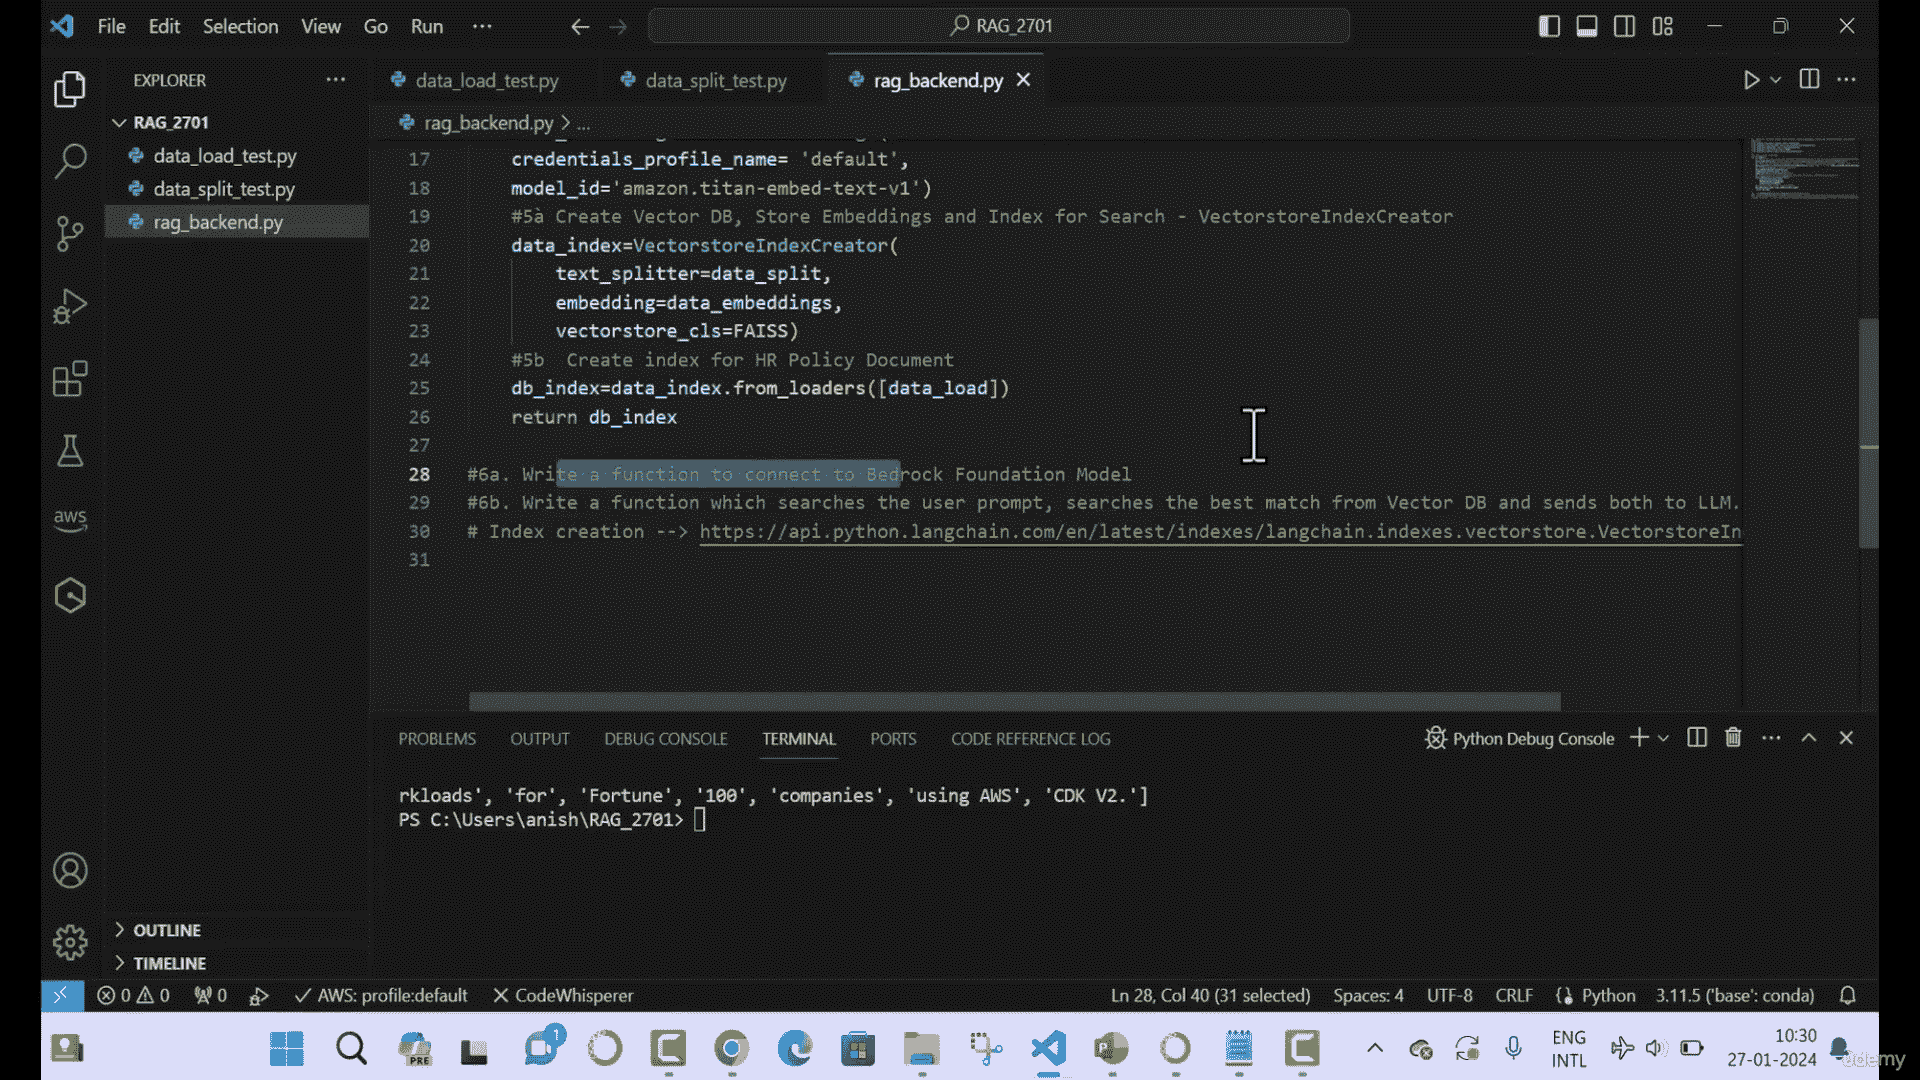 File Edit Selection View Go Run ···
RAG_2701
EXPLORER
RAG_2701
data_load_test.py
data_split_test.py
rag_backend.py
data_load_test.py
data_split_test.py
rag_backend.py
rag_backend.py > ...
17 credentials_profile_name= 'default',
18 model_id='amazon.titan-embed-text-v1')
19 #5à Create Vector DB, Store Embeddings and Index for Search - VectorstoreIndexCreator
20 data_index=VectorstoreIndexCreator(
21 text_splitter=data_split,
22 embedding=data_embeddings,
23 vectorstore_cls=FAISS)
24 #5b  Create index for HR Policy Document
25 db_index=data_index.from_loaders([data_load])
26 return db_index
27
28 #6a. Write a function to connect to Bedrock Foundation Model
29 #6b. Write a function which searches the user prompt, searches the best match from Vector DB and sends both to LLM.
30 # Index creation --> https://api.python.langchain.com/en/latest/indexes/langchain.indexes.vectorstore.VectorstoreIn
31
aws
PROBLEMS OUTPUT DEBUG CONSOLE TERMINAL PORTS CODE REFERENCE LOG
Python Debug Console
rkloads', 'for', 'Fortune', '100', 'companies', 'using AWS', 'CDK V2.']
PS C:\Users\anish\RAG_2701>
OUTLINE
TIMELINE
0 0 0 AWS: profile:default CodeWhisperer
Ln 28, Col 40 (31 selected) Spaces: 4 UTF-8 CRLF Python 3.11.5 ('base': conda)
PRE
1
ENG
INTL
10:30
27-01-2024
Udemy